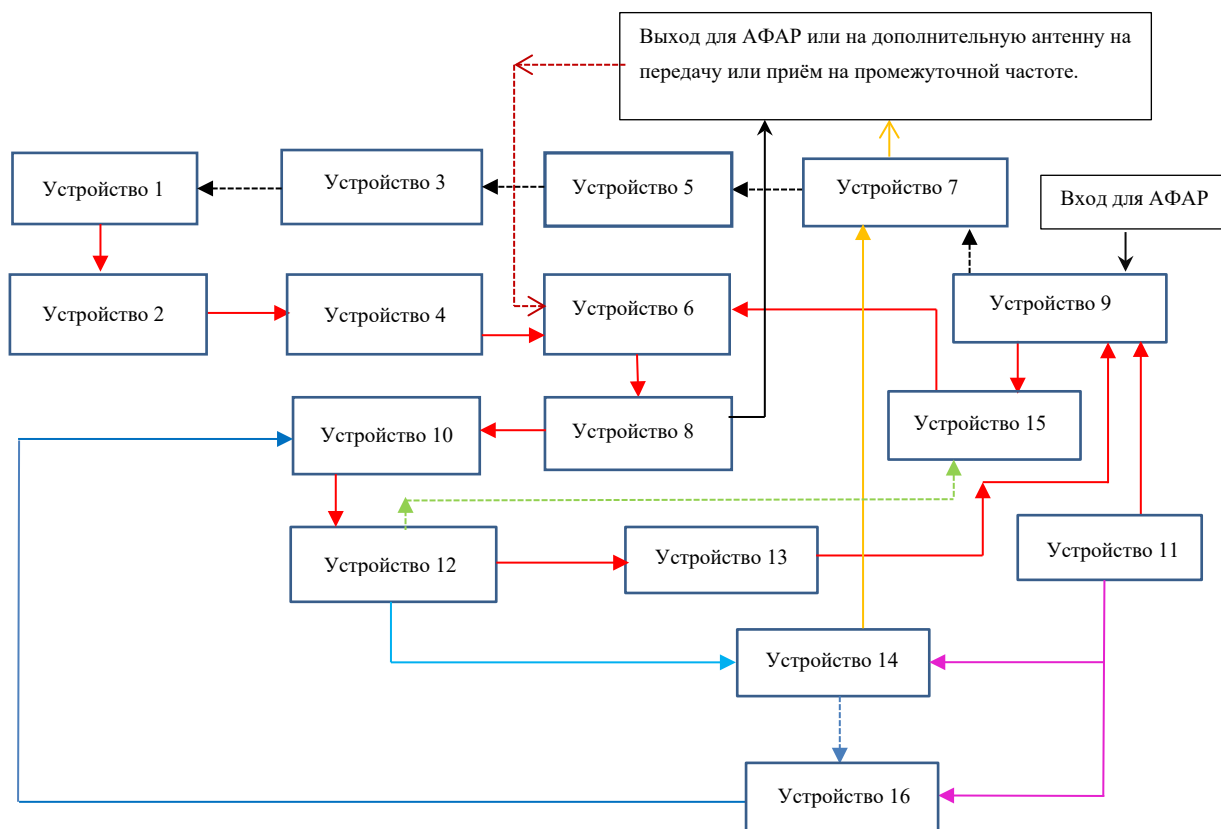 Выход для АФАР или на дополнительную антенну на
передачу или приём на промежуточной частоте.
Устройство 1
Устройство 3
Устройство 5
Устройство 7
Вход для АФАР
Устройство 2
Устройство 4
Устройство 6
Устройство 9
Устройство 10
Устройство 8
Устройство 15
Устройство 12
Устройство 13
Устройство 11
Устройство 14
Устройство 16